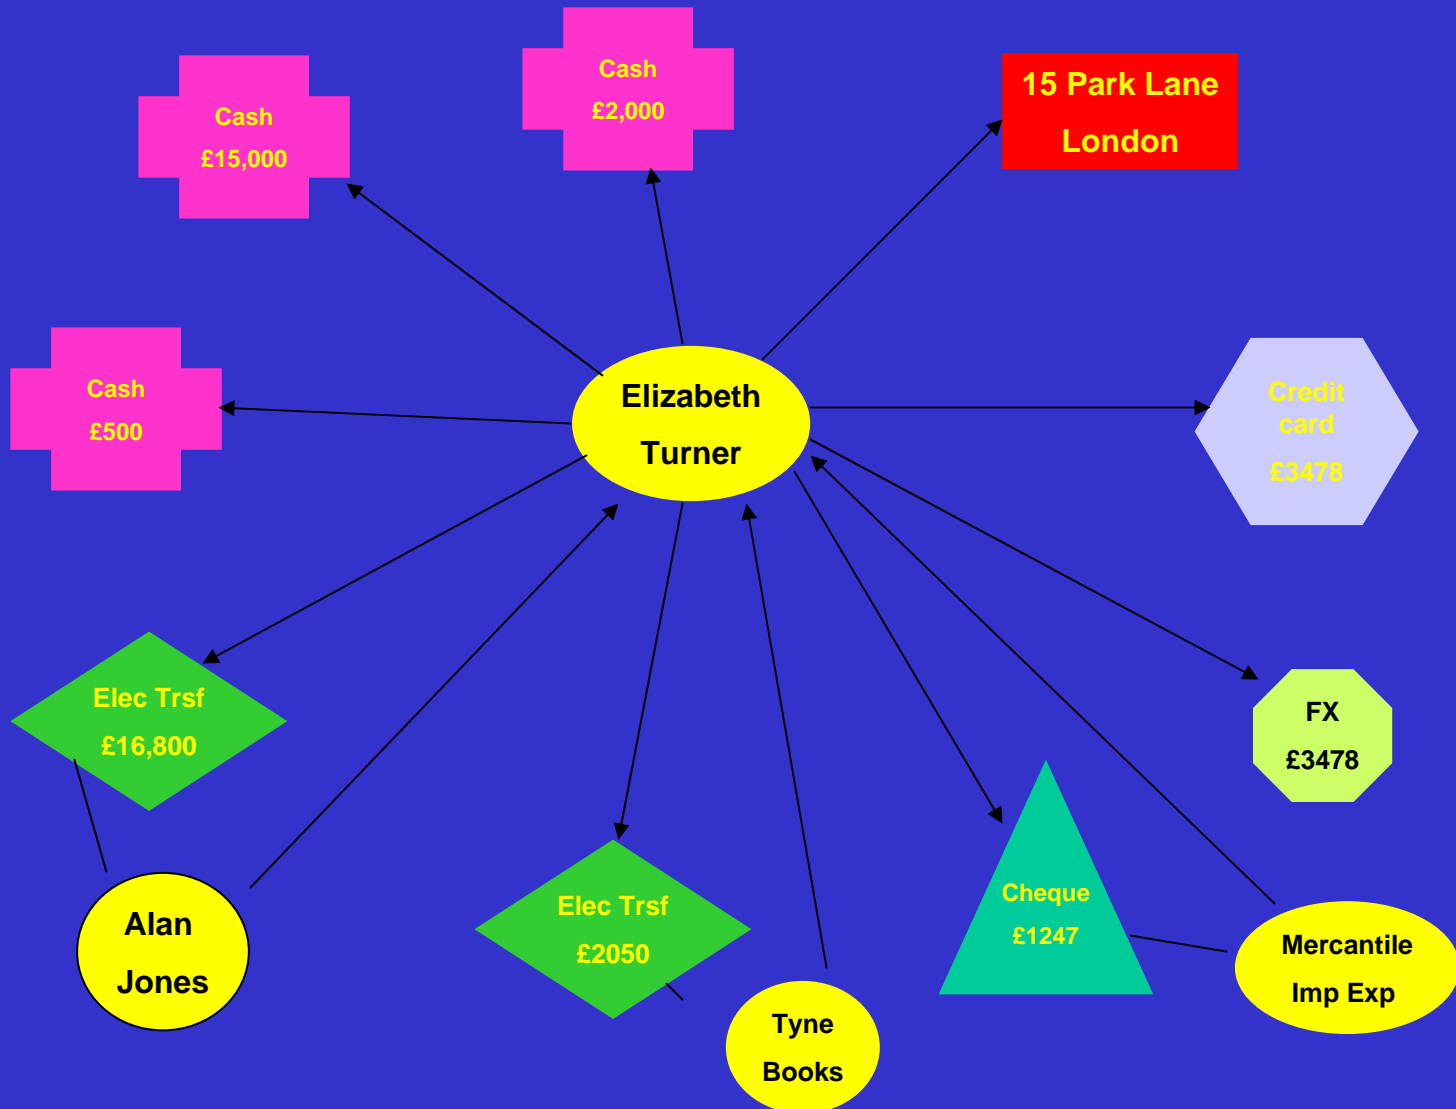 Cash
£15,000
Cash
£2,000
15 Park Lane
London
Cash
£500
Elizabeth
Turner
Credit
card
£3478
Elec Trsf
£16,800
FX
£3478
Alan
Jones
Elec Trsf
£2050
Cheque
£1247
Mercantile
Imp Exp
Tyne
Books